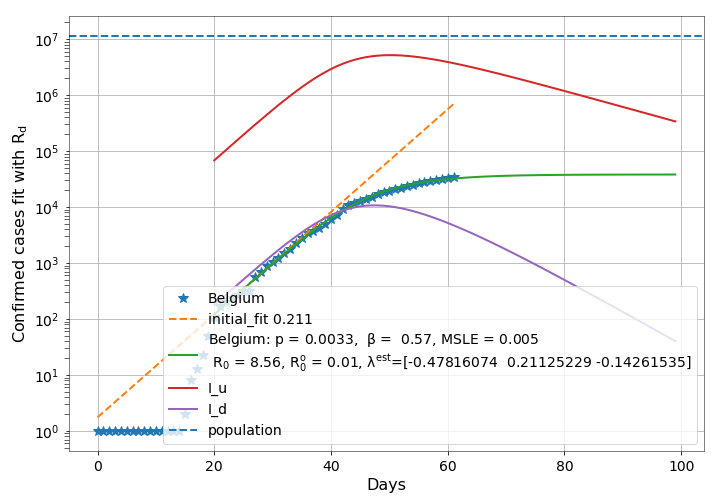 Confirmed cases fit with R_d
10⁷
10⁶
10⁵
10⁴
10³
10²
10¹
10⁰
Belgium
initial_fit 0.211
Belgium: p = 0.0033, β = 0.57, MSLE = 0.005
R₀ = 8.56, R₀ᵒ = 0.01, λᵉˢᵗ=[-0.47816074 0.21125229 -0.14261535]
I_u
I_d
population
0 20 40 60 80 100
Days